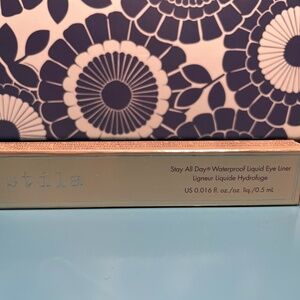 stila
Stay All Day® Waterproof Liquid Eye Liner
Ligneur Liquide Hydrofuge
US 0.016 fl. oz./oz. liq./0.5 mL